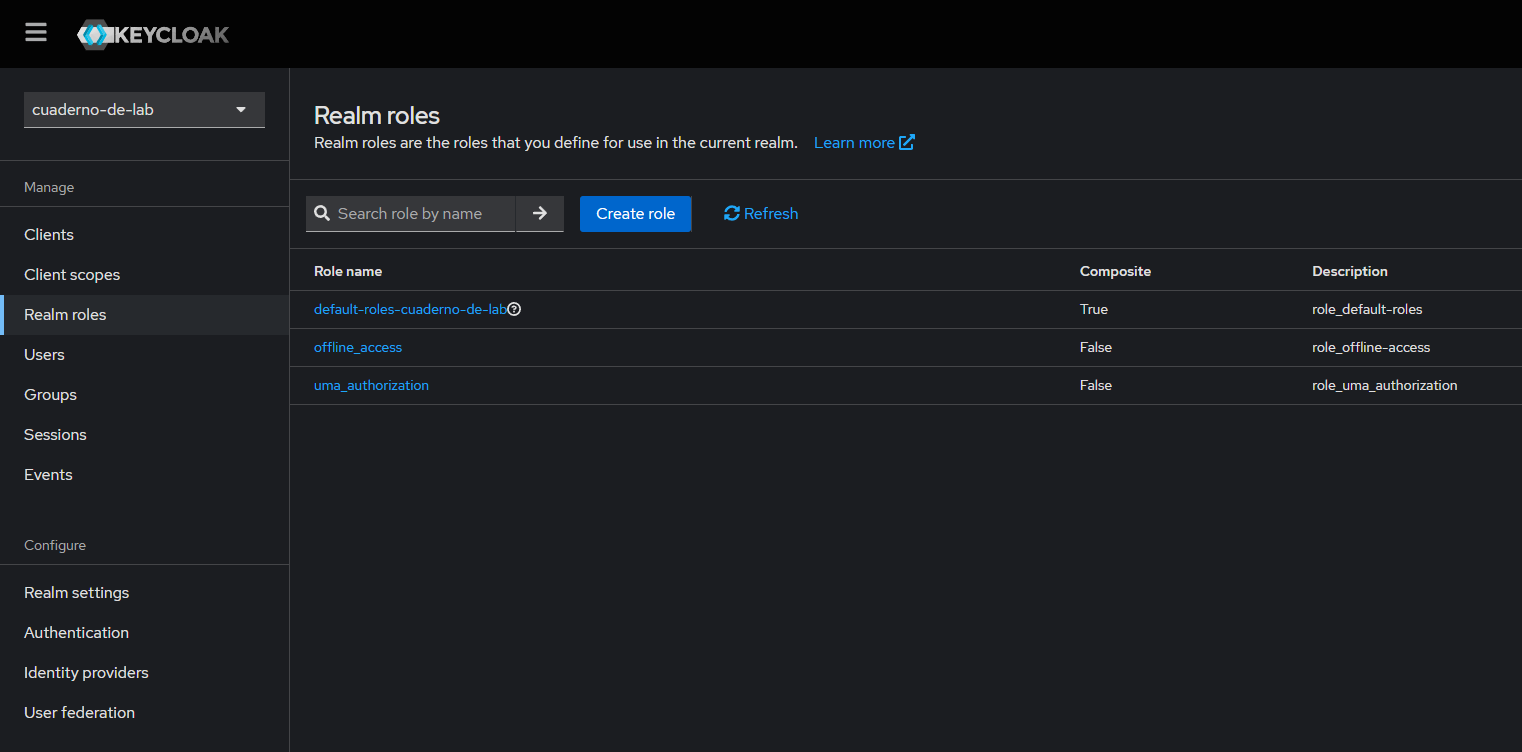 KEYCLOAK
cuaderno-de-lab
Manage
Clients
Client scopes
Realm roles
Users
Groups
Sessions
Events
Configure
Realm settings
Authentication
Identity providers
User federation
Realm roles
Realm roles are the roles that you define for use in the current realm. Learn more
Search role by name Create role Refresh
Role name Composite Description
default-roles-cuaderno-de-lab True role_default-roles
offline_access False role_offline-access
uma_authorization False role_uma_authorization